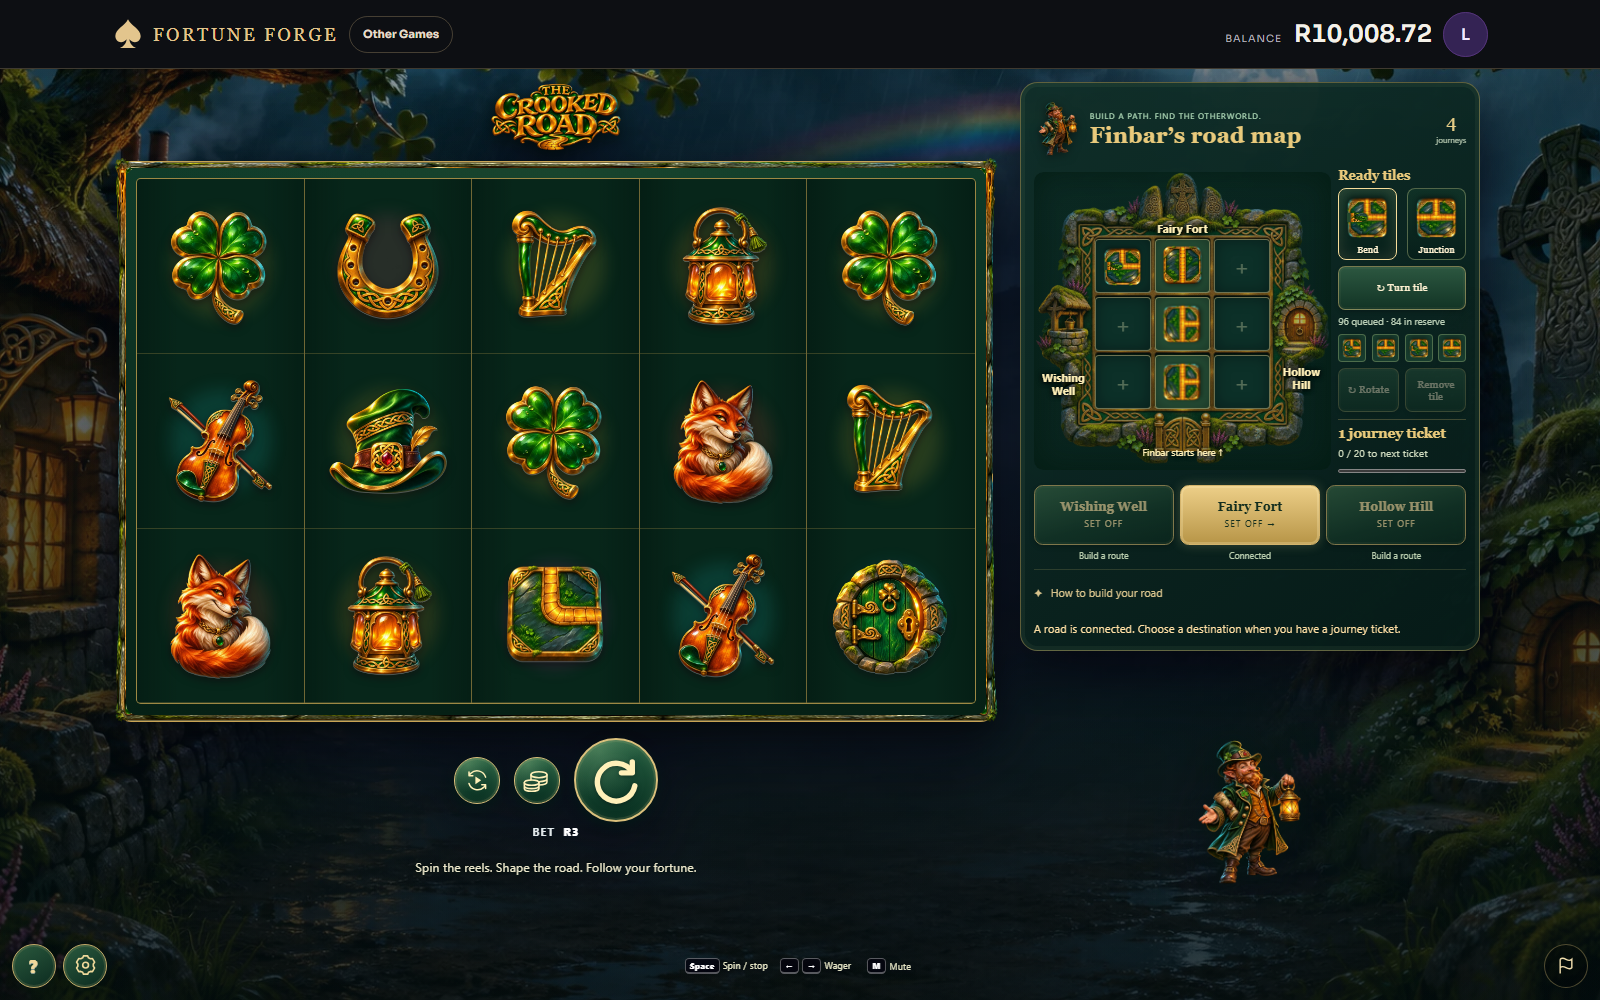 FORTUNE FORGE
Other Games
BALANCE R10,008.72
L
THE
CROOKED
ROAD
BUILD A PATH. FIND THE OTHERWORLD.
Finbar's road map
4
journeys
Ready tiles
Bend
Junction
↻ Turn tile
96 queued · 84 in reserve
↻ Rotate
Remove tile
1 journey ticket
0 / 20 to next ticket
Fairy Fort
Wishing Well
Hollow Hill
Finbar starts here ↑
Wishing Well
SET OFF
Build a route
Fairy Fort
SET OFF →
Connected
Hollow Hill
SET OFF
Build a route
How to build your road
A road is connected. Choose a destination when you have a journey ticket.
BET R3
Spin the reels. Shape the road. Follow your fortune.
?
Space Spin / stop ← → Wager M Mute